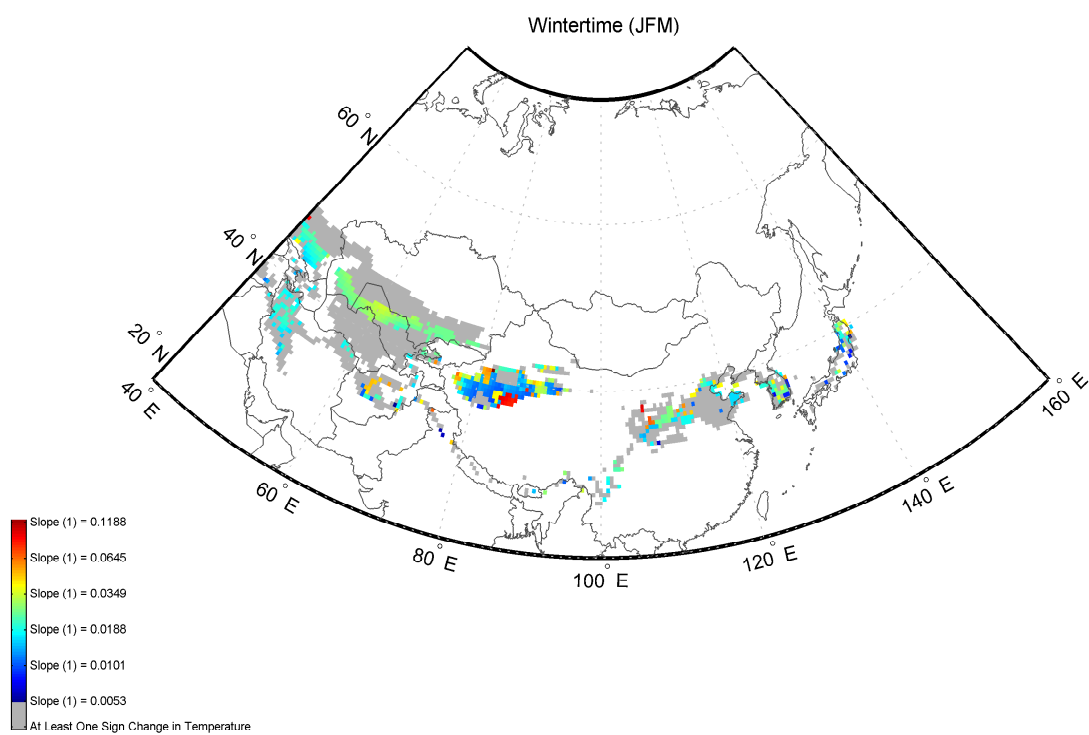 Wintertime (JFM)
60 °N
40 °N
20 °N
40 °E
60 °E
80 °E
100 °E
120 °E
140 °E
160 °E
Slope (1) = 0.1188
Slope (1) = 0.0645
Slope (1) = 0.0349
Slope (1) = 0.0188
Slope (1) = 0.0101
Slope (1) = 0.0053
At Least One Sign Change in Temperature